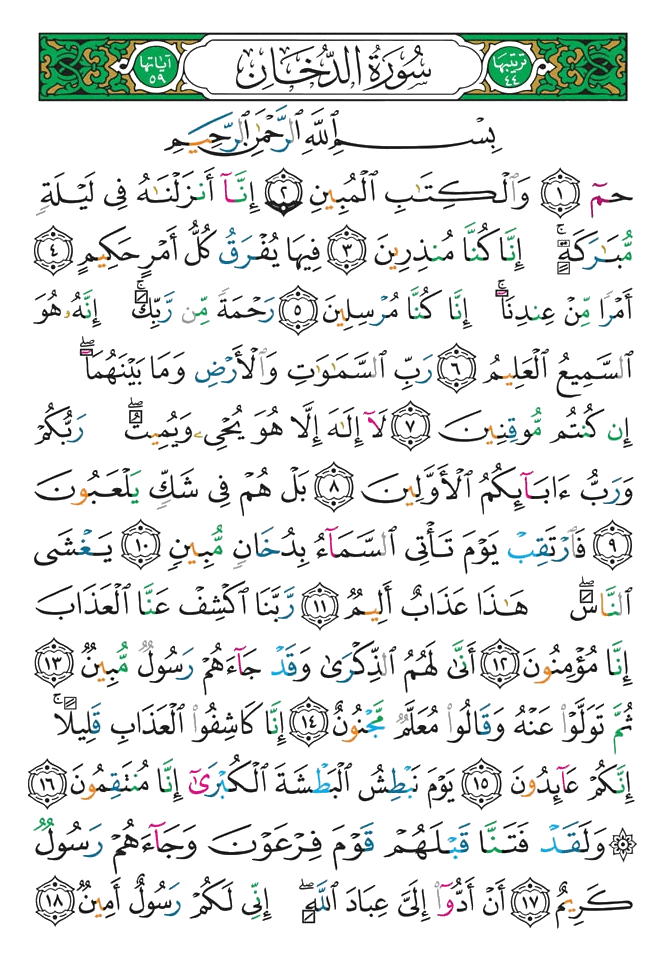 ترتيبها ٤٤ سُورَةُ الدُّخَانِ آياتها ٥٩
بِسْمِ ٱللَّهِ ٱلرَّحْمَٰنِ ٱلرَّحِيمِ
حمٓ ١ وَٱلْكِتَٰبِ ٱلْمُبِينِ ٢ إِنَّآ أَنزَلْنَٰهُ فِى لَيْلَةٍ
مُّبَٰرَكَةٍۚ إِنَّا كُنَّا مُنذِرِينَ ٣ فِيهَا يُفْرَقُ كُلُّ أَمْرٍ حَكِيمٍ ٤
أَمْرًا مِّنْ عِندِنَآۚ إِنَّا كُنَّا مُرْسِلِينَ ٥ رَحْمَةً مِّن رَّبِّكَۚ إِنَّهُۥ هُوَ
ٱلسَّمِيعُ ٱلْعَلِيمُ ٦ رَبِّ ٱلسَّمَٰوَٰتِ وَٱلْأَرْضِ وَمَا بَيْنَهُمَآۖ
إِن كُنتُم مُّوقِنِينَ ٧ لَآ إِلَٰهَ إِلَّا هُوَ يُحْىِۦ وَيُمِيتُۖ رَبُّكُمْ
وَرَبُّ ءَابَآئِكُمُ ٱلْأَوَّلِينَ ٨ بَلْ هُمْ فِى شَكٍّ يَلْعَبُونَ
٩ فَٱرْتَقِبْ يَوْمَ تَأْتِى ٱلسَّمَآءُ بِدُخَانٍ مُّبِينٍ ١٠ يَغْشَى
ٱلنَّاسَۖ هَٰذَا عَذَابٌ أَلِيمٌ ١١ رَّبَّنَا ٱكْشِفْ عَنَّا ٱلْعَذَابَ
إِنَّا مُؤْمِنُونَ ١٢ أَنَّىٰ لَهُمُ ٱلذِّكْرَىٰ وَقَدْ جَآءَهُمْ رَسُولٌ مُّبِينٌ ١٣
ثُمَّ تَوَلَّوْا۟ عَنْهُ وَقَالُوا۟ مُعَلَّمٌ مَّجْنُونٌ ١٤ إِنَّا كَاشِفُوا۟ ٱلْعَذَابِ قَلِيلًاۚ
إِنَّكُمْ عَآئِدُونَ ١٥ يَوْمَ نَبْطِشُ ٱلْبَطْشَةَ ٱلْكُبْرَىٰٓ إِنَّا مُنتَقِمُونَ ١٦
۞ وَلَقَدْ فَتَنَّا قَبْلَهُمْ قَوْمَ فِرْعَوْنَ وَجَآءَهُمْ رَسُولٌ
كَرِيمٌ ١٧ أَنْ أَدُّوٓا۟ إِلَىَّ عِبَادَ ٱللَّهِۖ إِنِّى لَكُمْ رَسُولٌ أَمِينٌ ١٨